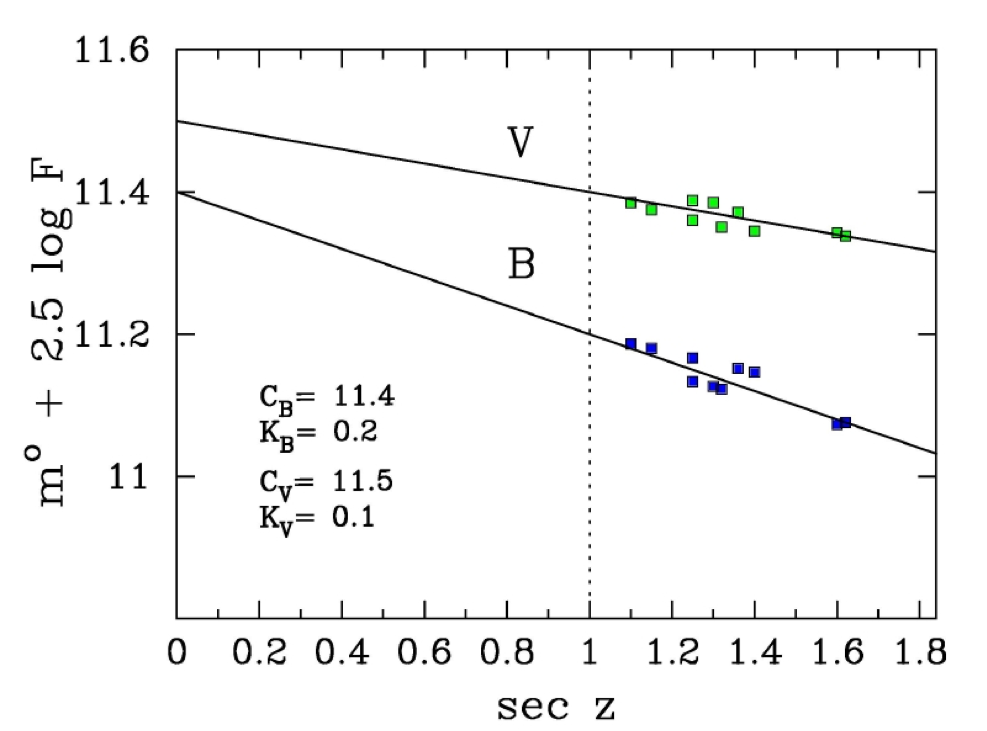 11.6
11.4
11.2
11
m° + 2.5 log F
V
B
C_B= 11.4
K_B= 0.2
C_V= 11.5
K_V= 0.1
0 0.2 0.4 0.6 0.8 1 1.2 1.4 1.6 1.8
sec z